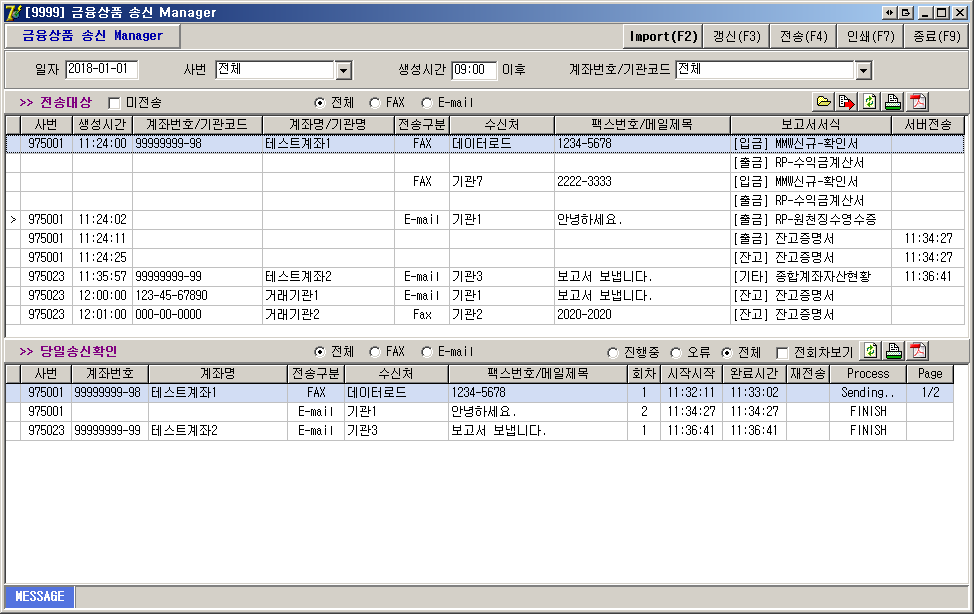 [9999] 금융상품 송신 Manager
금융상품 송신 Manager Import(F2) 갱신(F3) 전송(F4) 인쇄(F7) 종료(F9)
일자 2018-01-01 사번 전체 생성시간 09:00 이후 계좌번호/기관코드 전체
>> 전송대상 미전송 전체 FAX E-mail
사번 생성시간 계좌번호/기관코드 계좌명/기관명 전송구분 수신처 팩스번호/메일제목 보고서서식 서버전송
975001 11:24:00 99999999-98 테스트계좌1 FAX 데이터로드 1234-5678 [입금] MMW신규-확인서
[출금] RP-수익금계산서
FAX 기관7 2222-3333 [입금] MMW신규-확인서
[출금] RP-수익금계산서
> 975001 11:24:02 E-mail 기관1 안녕하세요. [출금] RP-원천징수영수증
975001 11:24:11 [출금] 잔고증명서 11:34:27
975001 11:24:25 [잔고] 잔고증명서 11:34:27
975023 11:35:57 99999999-99 테스트계좌2 E-mail 기관3 보고서 보냅니다. [기타] 종합계좌자산현황 11:36:41
975023 12:00:00 123-45-67890 거래기관1 E-mail 기관1 보고서 보냅니다. [잔고] 잔고증명서
975023 12:01:00 000-00-0000 거래기관2 Fax 기관2 2020-2020 [잔고] 잔고증명서
>> 당일송신확인 전체 FAX E-mail 진행중 오류 전체 전회차보기
사번 계좌번호 계좌명 전송구분 수신처 팩스번호/메일제목 회차 시작시작 완료시간 재전송 Process Page
975001 99999999-98 테스트계좌1 FAX 데이터로드 1234-5678 1 11:32:11 11:33:02 Sending.. 1/2
975001 E-mail 기관1 안녕하세요. 2 11:34:27 11:34:27 FINISH
975023 99999999-99 테스트계좌2 E-mail 기관3 보고서 보냅니다. 1 11:36:41 11:36:41 FINISH
MESSAGE